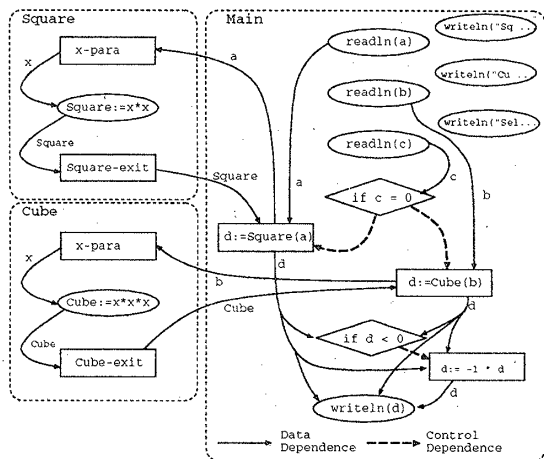 Square
x-para
x
Square:=x*x
Square
Square-exit
Cube
x-para
x
Cube:=x*x*x
Cube
Cube-exit
Main
a
readln(a)
writeln("Sq ..
writeln("Cu ..
readln(b)
writeln("Sel...
readln(c)
c
b
Square
a
if c = 0
d:=Square(a)
d
b
d:=Cube(b)
Cube
d
if d < 0
d:= -1 * d
d
writeln(d)
Data
Dependence
Control
Dependence